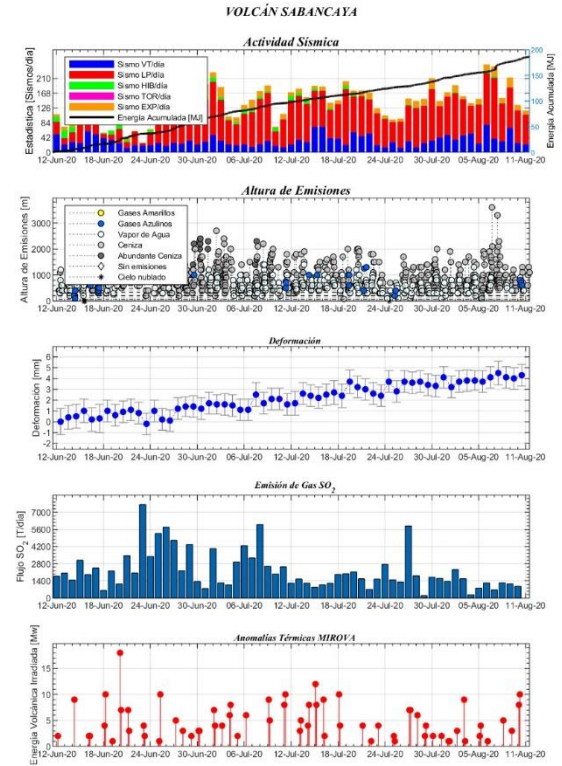 VOLCÁN SABANCAYA
Actividad Sísmica
Estadística [Sismos/día]
Energía Acumulada [MJ]
210
168
126
84
42
0
200
150
100
50
0
Sismo VT/día
Sismo LP/día
Sismo HIB/día
Sismo TOR/día
Sismo EXP/día
Energía Acumulada [MJ]
12-Jun-20 18-Jun-20 24-Jun-20 30-Jun-20 06-Jul-20 12-Jul-20 18-Jul-20 24-Jul-20 30-Jul-20 05-Aug-20 11-Aug-20
Altura de Emisiones
Altura de Emisiones [m]
3000
2000
1000
0
Gases Amarillos
Gases Azulinos
Vapor de Agua
Ceniza
Abundante Ceniza
Sin emisiones
Cielo nublado
12-Jun-20 18-Jun-20 24-Jun-20 30-Jun-20 06-Jul-20 12-Jul-20 18-Jul-20 24-Jul-20 30-Jul-20 05-Aug-20 11-Aug-20
Deformación
Deformación [mm]
6
5
4
3
2
1
0
-1
-2
12-Jun-20 18-Jun-20 24-Jun-20 30-Jun-20 06-Jul-20 12-Jul-20 18-Jul-20 24-Jul-20 30-Jul-20 05-Aug-20 11-Aug-20
Emisión de Gas SO2
Flujo SO2 [T/día]
7000
5600
4200
2800
1400
0
12-Jun-20 18-Jun-20 24-Jun-20 30-Jun-20 06-Jul-20 12-Jul-20 18-Jul-20 24-Jul-20 30-Jul-20 05-Aug-20 11-Aug-20
Anomalías Térmicas MIROVA
Energía Volcánica Irradiada [Mw]
15
10
5
0
12-Jun-20 18-Jun-20 24-Jun-20 30-Jun-20 06-Jul-20 12-Jul-20 18-Jul-20 24-Jul-20 30-Jul-20 05-Aug-20 11-Aug-20